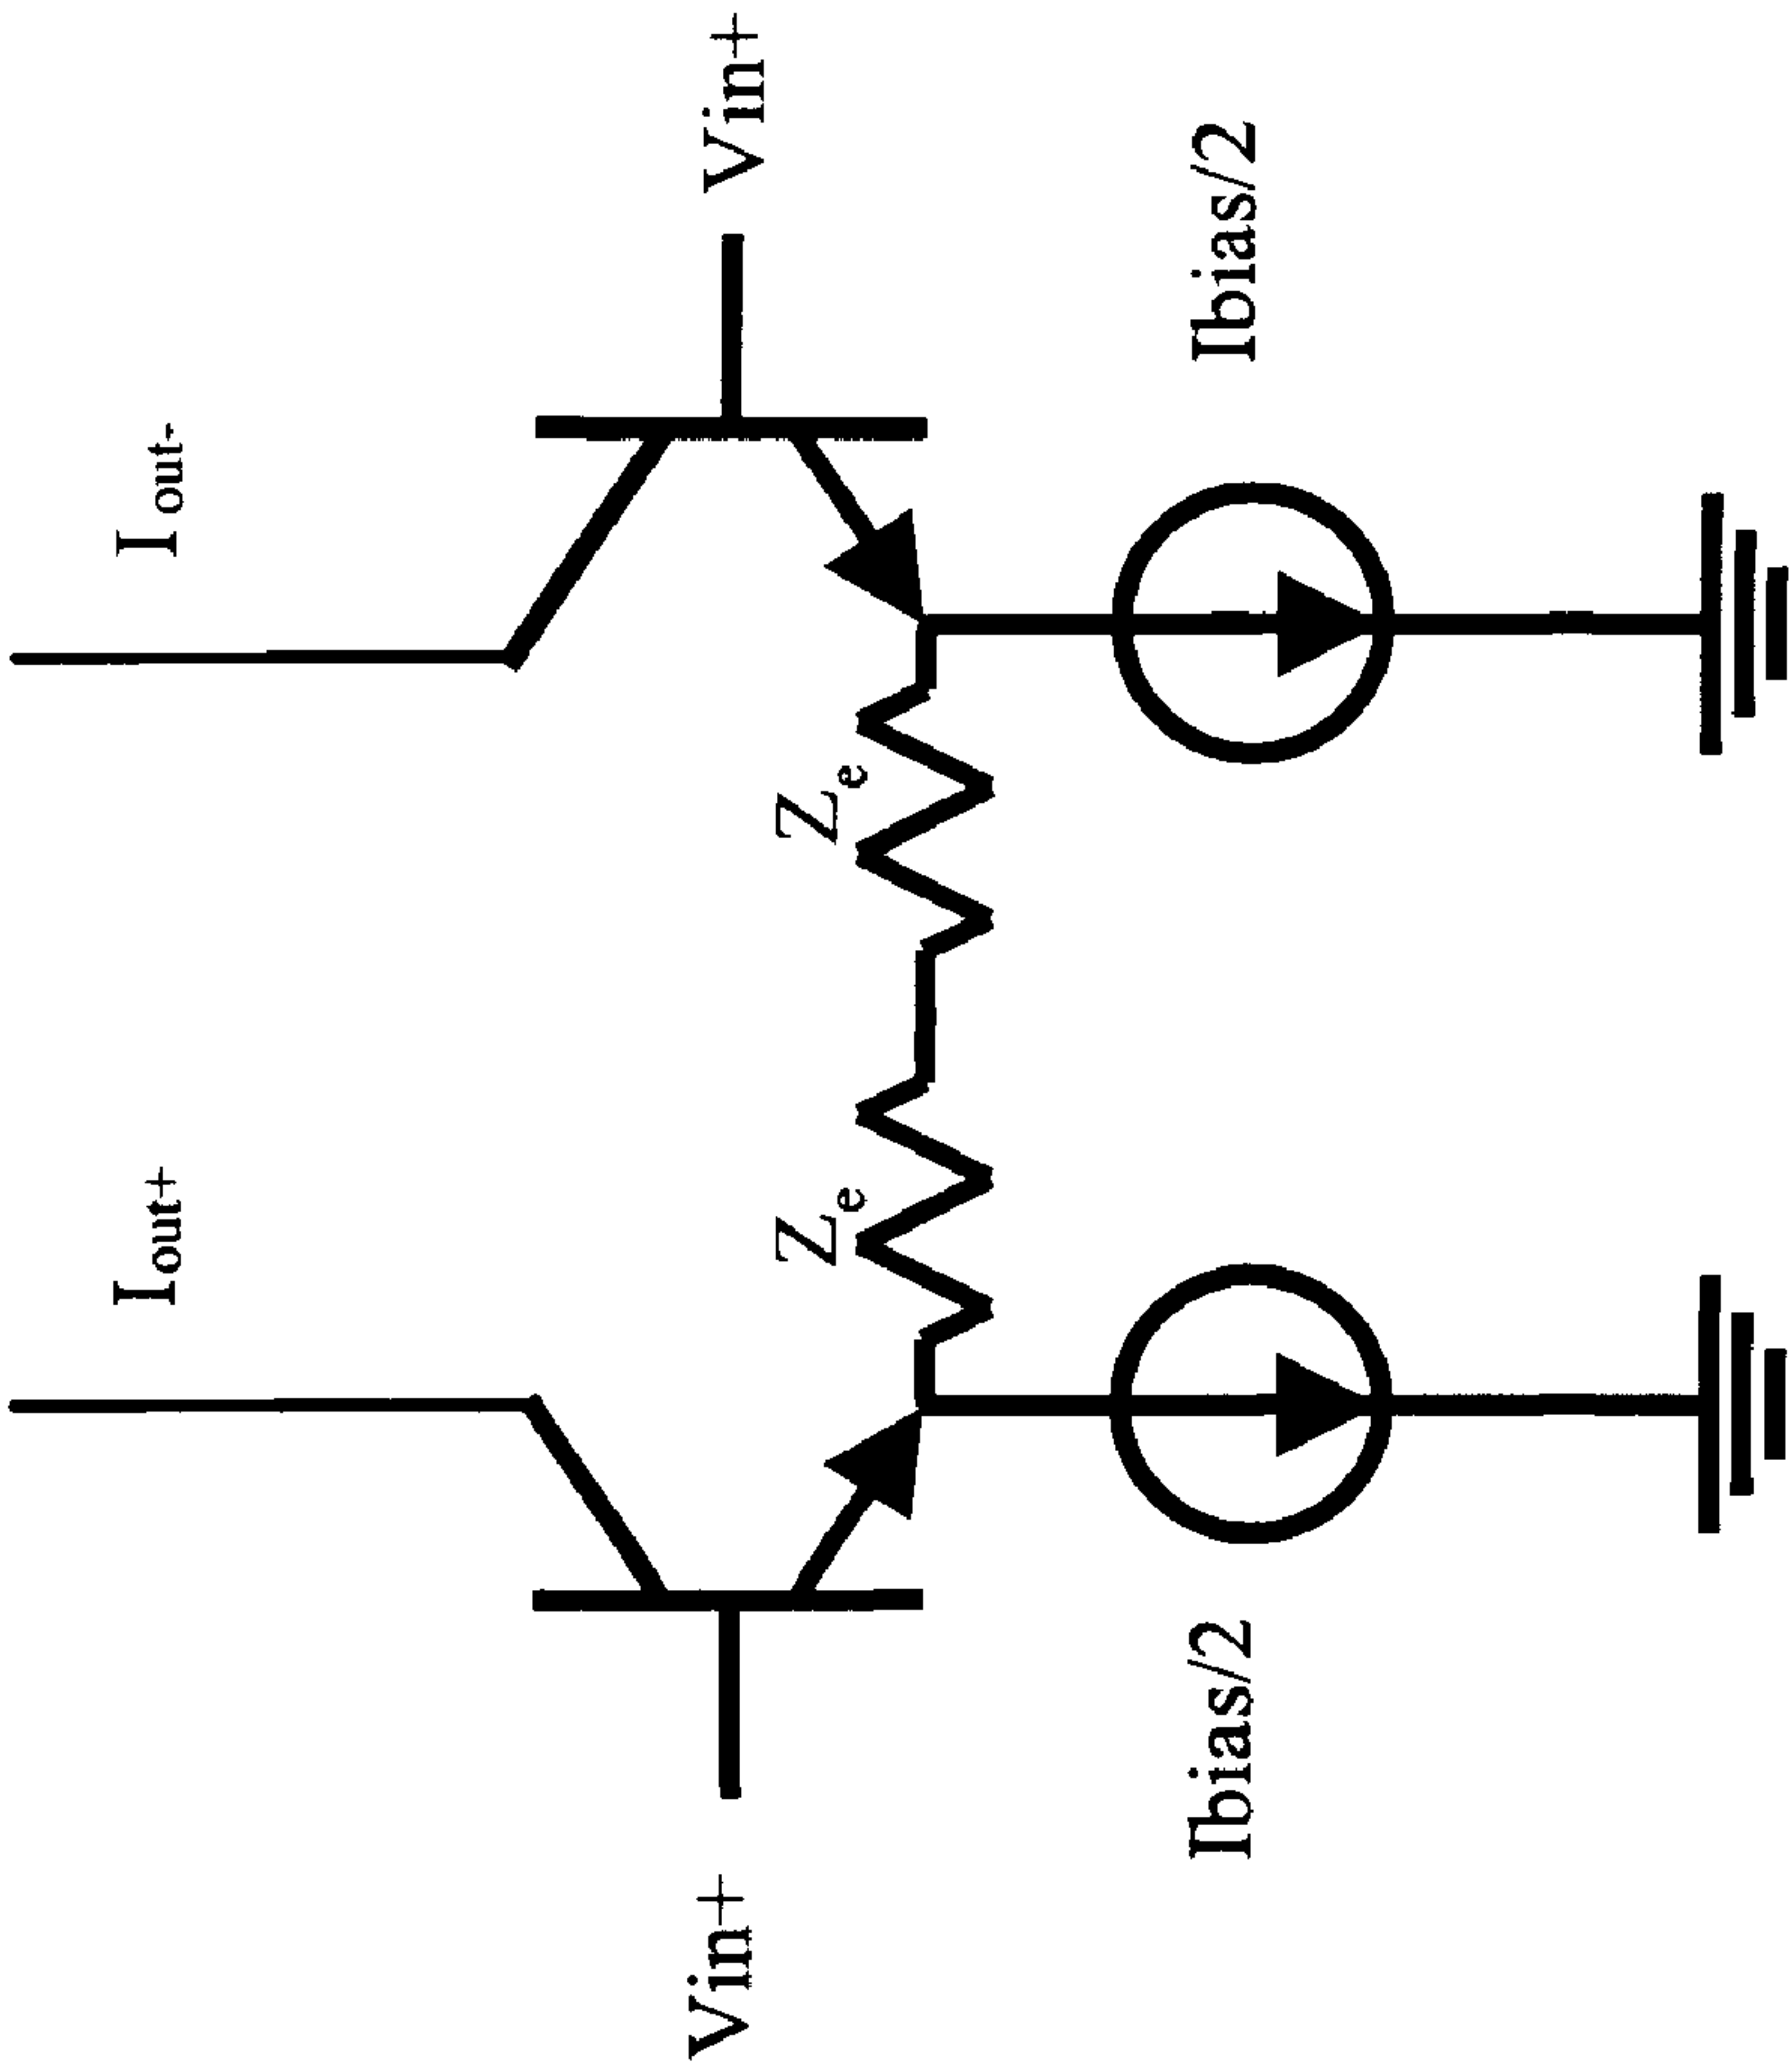 Iout+
Iout-
Vin+
Ze
Ze
Vin+
Ibias/2
Ibias/2